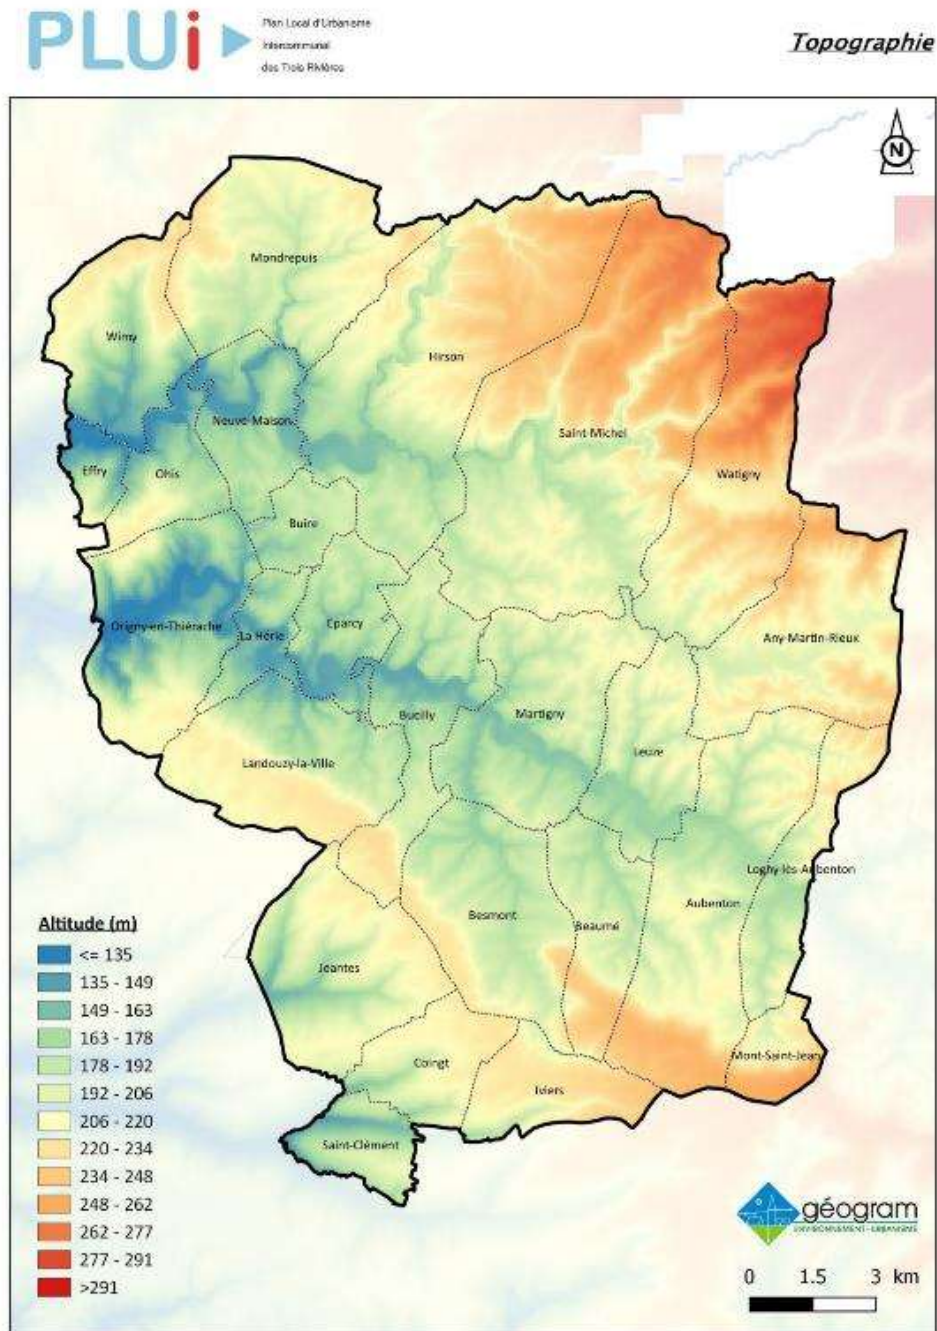 PLUi
Plan Local d'Urbanisme
Intercommunal
des Trois Rivières
Topographie
N
Mondrepuis
Wimy
Hirson
Neuve-Maison
Saint-Michel
Effry
Ohis
Watigny
Buire
Origny-en-Thiérache
La Hérie
Eparcy
Any-Martin-Rieux
Bucilly
Martigny
Leuze
Landouzy-la-Ville
Logny-lès-Aubenton
Besmont
Aubenton
Beaumé
Jeantes
Coingt
Mont-Saint-Jean
Iviers
Saint-Clément
Altitude (m)
<= 135
135 - 149
149 - 163
163 - 178
178 - 192
192 - 206
206 - 220
220 - 234
234 - 248
248 - 262
262 - 277
277 - 291
>291
géogram
ENVIRONNEMENT - URBANISME
0 1.5 3 km